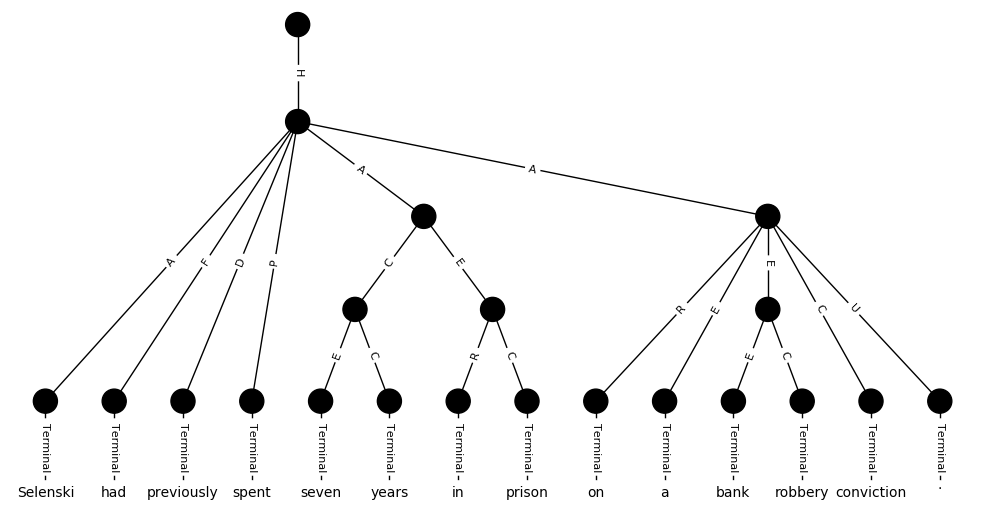 H
A
A
A
F
D
P
C
E
E
R
E
C
U
E
C
R
C
E
C
Terminal Terminal Terminal Terminal Terminal Terminal Terminal Terminal Terminal Terminal Terminal Terminal Terminal Terminal
Selenski had previously spent seven years in prison on a bank robbery conviction .